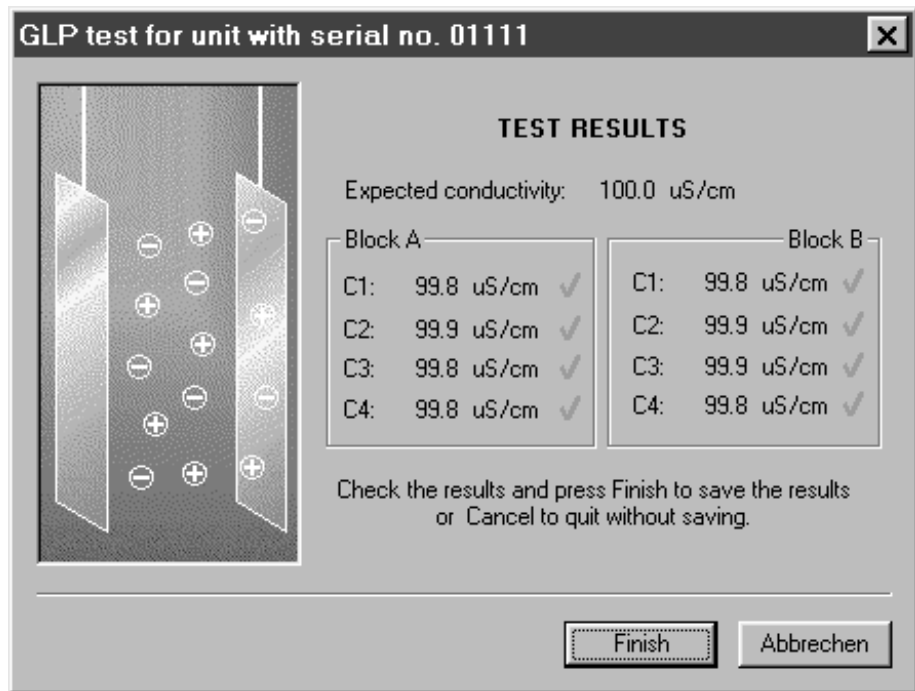 GLP test for unit with serial no. 01111
TEST RESULTS
Expected conductivity: 100.0 uS/cm
Block A
C1: 99.8 uS/cm
C2: 99.9 uS/cm
C3: 99.8 uS/cm
C4: 99.8 uS/cm
Block B
C1: 99.8 uS/cm
C2: 99.9 uS/cm
C3: 99.9 uS/cm
C4: 99.8 uS/cm
Check the results and press Finish to save the results
or Cancel to quit without saving.
Finish
Abbrechen